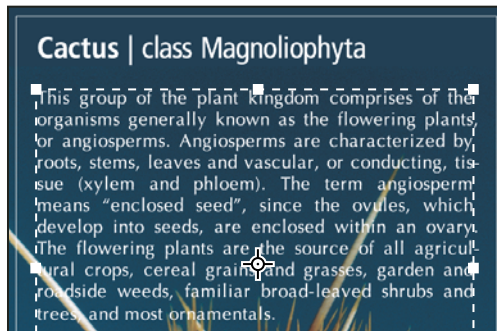 Cactus | class Magnoliophyta
This group of the plant kingdom comprises of the
organisms generally known as the flowering plants,
or angiosperms. Angiosperms are characterized by
roots, stems, leaves and vascular, or conducting, tis-
sue (xylem and phloem). The term angiosperm
means “enclosed seed”, since the ovules, which
develop into seeds, are enclosed within an ovary.
The flowering plants are the source of all agricul-
tural crops, cereal grains and grasses, garden and
roadside weeds, familiar broad-leaved shrubs and
trees, and most ornamentals.